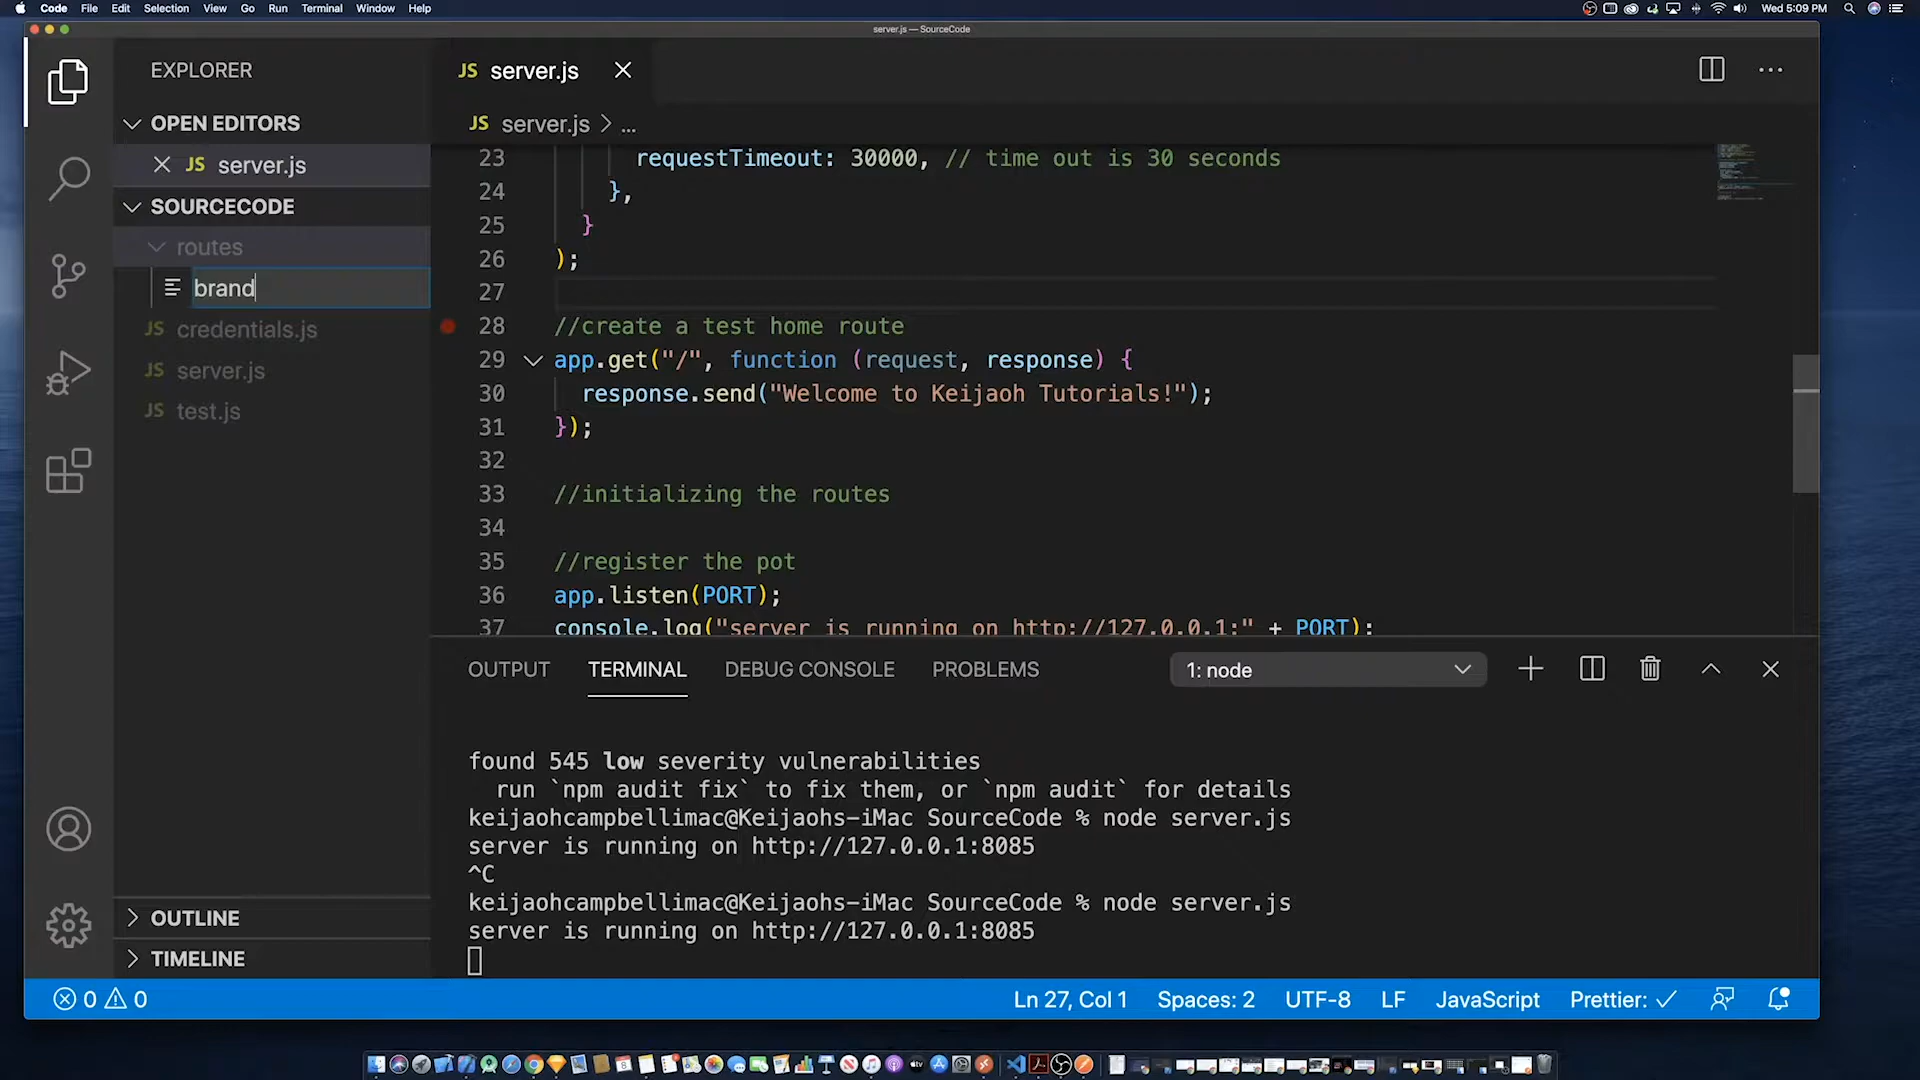 Code File Edit Selection View Go Run Terminal Window Help
Wed 5:09 PM
server.js — SourceCode
EXPLORER
JS server.js
OPEN EDITORS
JS server.js > ...
JS server.js
SOURCECODE
routes
brand
JS credentials.js
JS server.js
JS test.js
23 requestTimeout: 30000, // time out is 30 seconds
24 },
25 }
26 );
27
28 //create a test home route
29 app.get("/", function (request, response) {
30 response.send("Welcome to Keijaoh Tutorials!");
31 });
32
33 //initializing the routes
34
35 //register the pot
36 app.listen(PORT);
37 console.log("server is running on http://127.0.0.1:" + PORT);
OUTPUT TERMINAL DEBUG CONSOLE PROBLEMS
1: node
found 545 low severity vulnerabilities
run `npm audit fix` to fix them, or `npm audit` for details
keijaohcampbellimac@Keijaohs-iMac SourceCode % node server.js
server is running on http://127.0.0.1:8085
^C
keijaohcampbellimac@Keijaohs-iMac SourceCode % node server.js
server is running on http://127.0.0.1:8085
OUTLINE
TIMELINE
0 0
Ln 27, Col 1 Spaces: 2 UTF-8 LF JavaScript Prettier: ✓